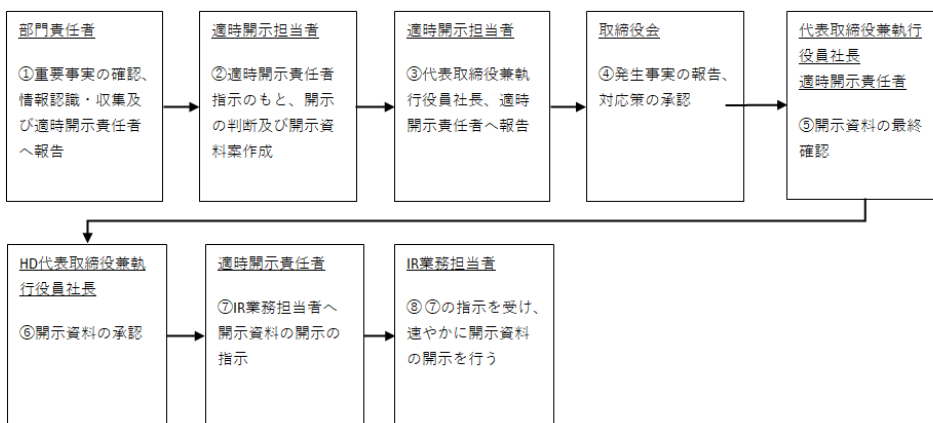 部門責任者
①重要事実の確認、
情報認識・収集及
び適時開示責任者
へ報告
適時開示担当者
②適時開示責任者
指示のもと、開示
の判断及び開示資
料案作成
適時開示担当者
③代表取締役兼執
行役員社長、適時
開示責任者へ報告
取締役会
④発生事実の報告、
対応策の承認
代表取締役兼執行
役員社長
適時開示責任者
⑤開示資料の最終
確認
HD代表取締役兼執
行役員社長
⑥開示資料の承認
適時開示責任者
⑦IR業務担当者へ
開示資料の開示の
指示
IR業務担当者
⑧⑦の指示を受け、
速やかに開示資料
の開示を行う